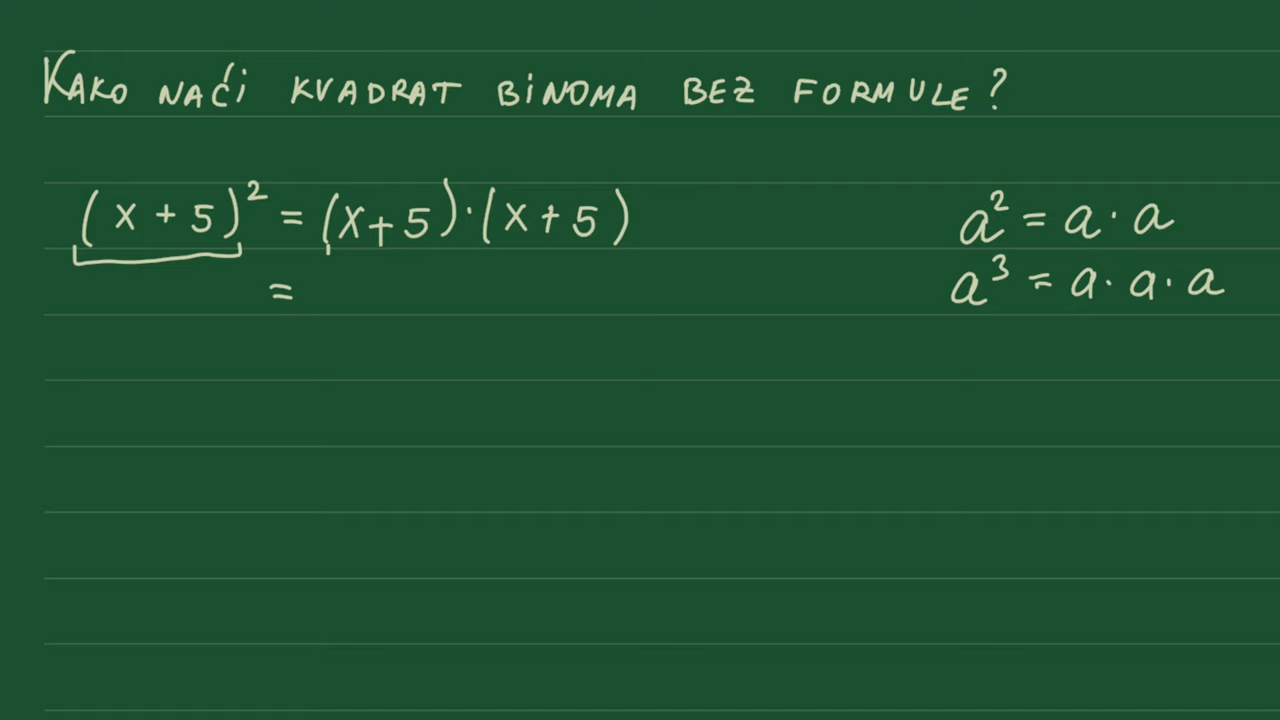 KAKO NAĆI KVADRAT BINOMA BEZ FORMULE?
(x + 5)² = (x + 5) · (x + 5)
=
a² = a · a
a³ = a · a · a